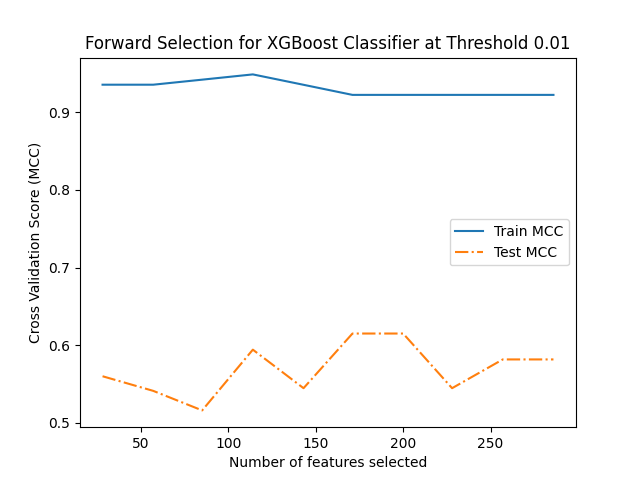 Forward Selection for XGBoost Classifier at Threshold 0.01
Cross Validation Score (MCC)
0.9
0.8
0.7
0.6
0.5
Train MCC
Test MCC
50 100 150 200 250
Number of features selected